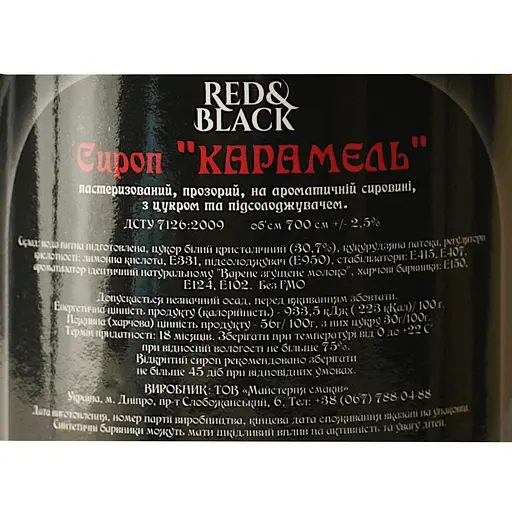 RED&
BLACK
Сироп "КАРАМЕЛЬ"
пастеризований, прозорий, на ароматичній сировині,
з цукром та підсолоджувачем.
ДСТУ 7126:2009 об'єм 700 см +/- 2,5%
Склад: вода питна підготовлена, цукор білий кристалічний (30,7%), кукурудзяна патока, регулятори
кислотності: лимонна кислота, Е331, підсолоджувач (Е950), стабілізатори: Е415, Е407,
ароматизатор ідентичний натуральному "Варене згущене молоко", харчові барвники: Е150,
Е124, Е102. Без ГМО
Допускається незначний осад, перед вживанням збовтати.
Енергетична цінність продукту (калорійність) - 933,5 кДж ( 223 кКал)/ 100 г.
Поживна (харчова) цінність продукту - 56г/ 100г, з них цукру 30г/100г.
Термін придатності: 18 місяців. Зберігати при температурі від 0 до +22 С
при відносній вологості не більше 75%.
Відкритий сироп рекомендовано зберігати
не більше 45 діб при відповідних умовах.
ВИРОБНИК: ТОВ «Майстерня смаків»
Україна, м. Дніпро, пр-т Слобожанський, 6, Тел: +38 (067) 788 04 88
Дата виготовлення, номер партії виробництва, кінцева дата споживання вказані на упаковці.
Синтетичні барвники можуть мати шкідливий вплив на активність та увагу дітей.